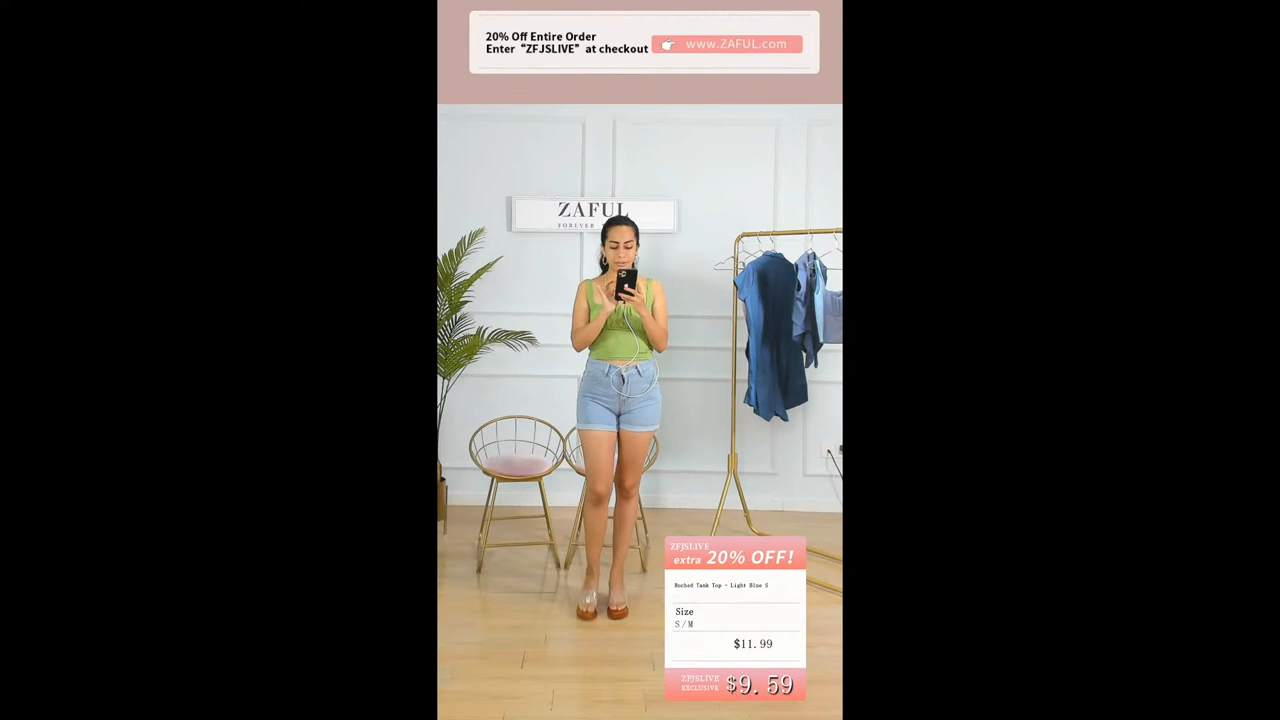 20% Off Entire Order
Enter “ZFJSLIVE” at checkout
www.ZAFUL.com
ZAFUL
FOREVER
ZFJSLIVE
extra 20% OFF!
Ruched Tank Top - Light Blue S
Size
S/M
$11.99
ZFJSLIVE
EXCLUSIVE
$9.59